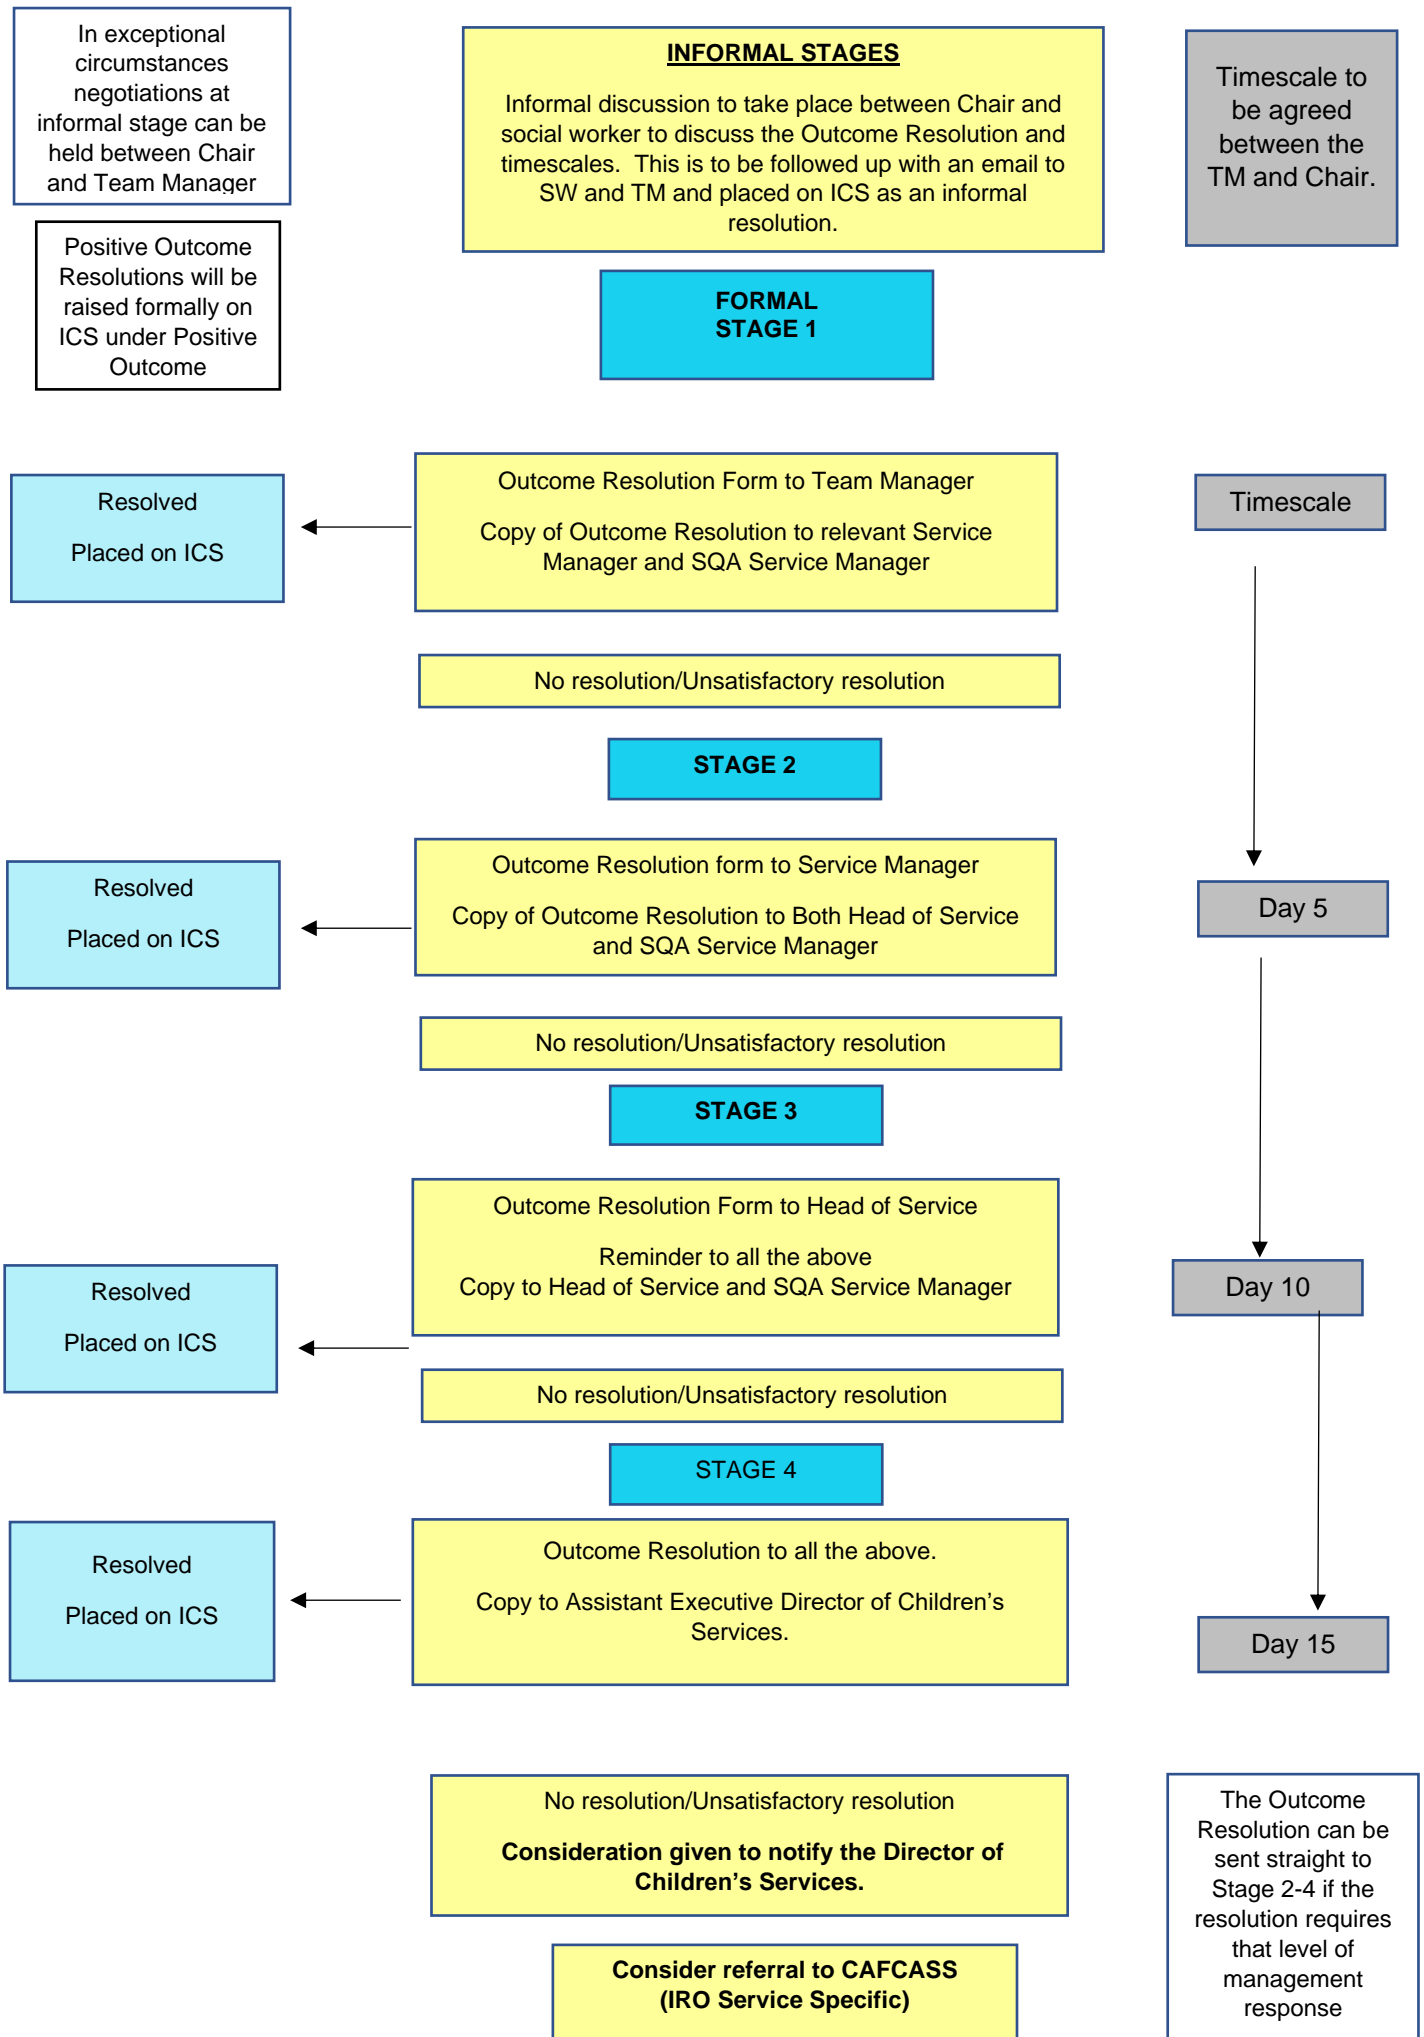 In exceptional
circumstances
negotiations at
informal stage can be
held between Chair
and Team Manager
INFORMAL STAGES
Informal discussion to take place between Chair and
social worker to discuss the Outcome Resolution and
timescales.  This is to be followed up with an email to
SW and TM and placed on ICS as an informal
resolution.
Timescale to
be agreed
between the
TM and Chair.
Positive Outcome
Resolutions will be
raised formally on
ICS under Positive
Outcome
FORMAL
STAGE 1
Resolved
Placed on ICS
Outcome Resolution Form to Team Manager
Copy of Outcome Resolution to relevant Service
Manager and SQA Service Manager
Timescale
No resolution/Unsatisfactory resolution
STAGE 2
Resolved
Placed on ICS
Outcome Resolution form to Service Manager
Copy of Outcome Resolution to Both Head of Service
and SQA Service Manager
Day 5
No resolution/Unsatisfactory resolution
STAGE 3
Resolved
Placed on ICS
Outcome Resolution Form to Head of Service
Reminder to all the above
Copy to Head of Service and SQA Service Manager
Day 10
No resolution/Unsatisfactory resolution
STAGE 4
Resolved
Placed on ICS
Outcome Resolution to all the above.
Copy to Assistant Executive Director of Children’s
Services.
Day 15
No resolution/Unsatisfactory resolution
Consideration given to notify the Director of
Children’s Services.
Consider referral to CAFCASS
(IRO Service Specific)
The Outcome
Resolution can be
sent straight to
Stage 2-4 if the
resolution requires
that level of
management
response